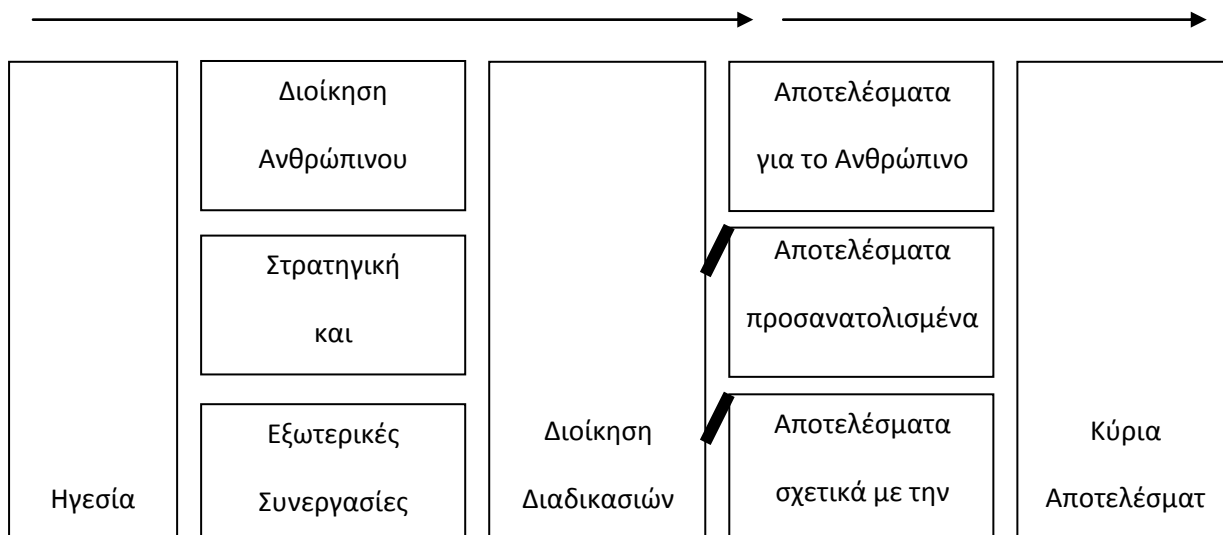 Ηγεσία
Διοίκηση
Ανθρώπινου
Στρατηγική
και
Εξωτερικές
Συνεργασίες
Διοίκηση
Διαδικασιών
Αποτελέσματα
για το Ανθρώπινο
Αποτελέσματα
προσανατολισμένα
Αποτελέσματα
σχετικά με την
Κύρια
Αποτελέσματ